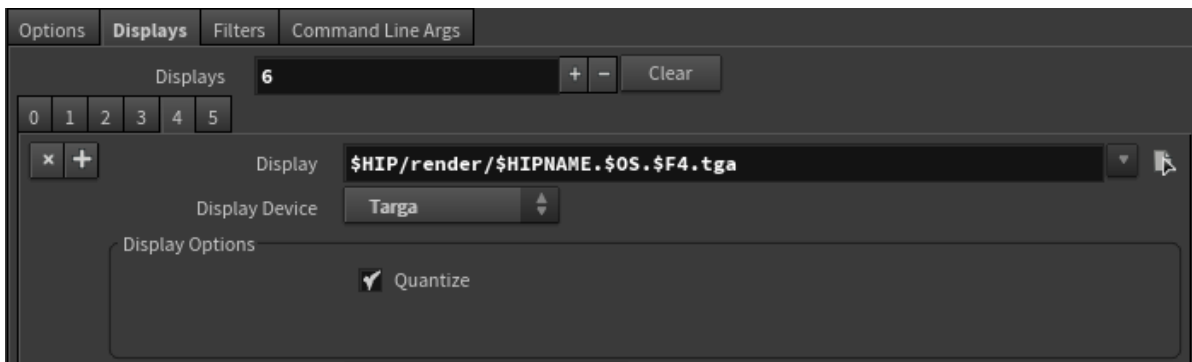 Options Displays Filters Command Line Args
Displays 6 + - Clear
0 1 2 3 4 5
× + Display $HIP/render/$HIPNAME.$OS.$F4.tga
Display Device Targa
Display Options
Quantize